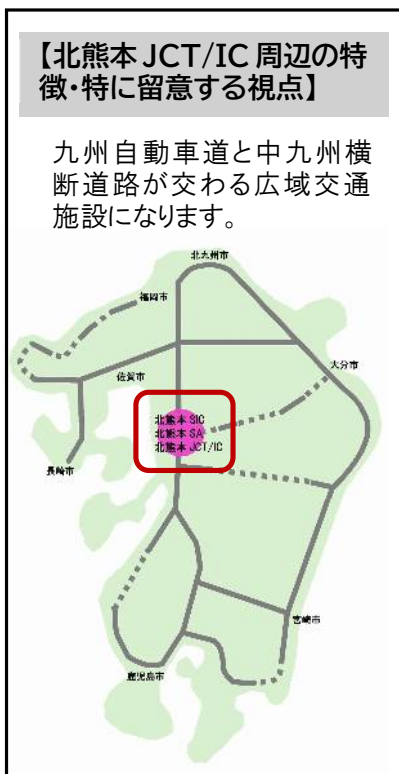 【北熊本JCT/IC周辺の特
徴・特に留意する視点】
九州自動車道と中九州横
断道路が交わる広域交通
施設になります。
北九州市
福岡市
大分市
佐賀市
北熊本SIC
北熊本SA
北熊本JCT/IC
長崎市
宮崎市
鹿児島市